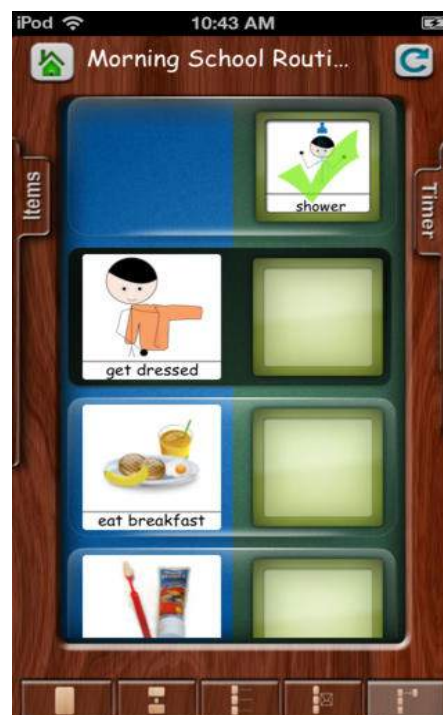 iPod 10:43 AM
Morning School Routi...
Items
Timer
shower
get dressed
eat breakfast